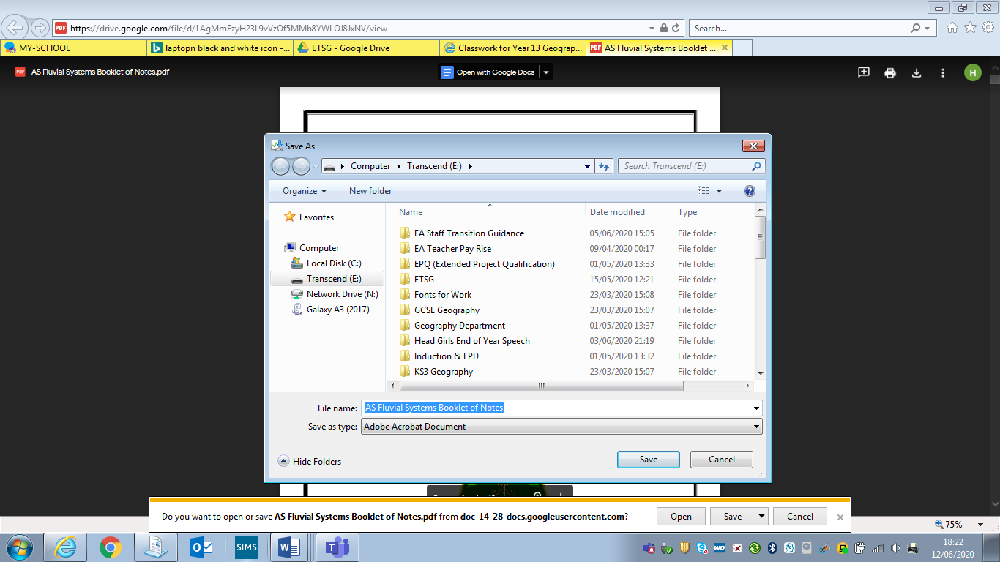 https://drive.google.com/file/d/1AgMmEzyH23L9vVzOf5MMb8YWLOJ8JxNV/view
Search...
MY-SCHOOL
laptopn black and white icon -...
ETSG - Google Drive
Classwork for Year 13 Geograp...
PDF AS Fluvial Systems Booklet ...
PDF AS Fluvial Systems Booklet of Notes.pdf
Open with Google Docs
H
Save As
Computer
Transcend (E:)
Search Transcend (E:)
Organize
New folder
Name
Date modified
Type
Favorites
Computer
Local Disk (C:)
Transcend (E:)
Network Drive (N:)
Galaxy A3 (2017)
EA Staff Transition Guidance 05/06/2020 15:05 File folder
EA Teacher Pay Rise 09/04/2020 00:17 File folder
EPQ (Extended Project Qualification) 01/05/2020 13:33 File folder
ETSG 15/05/2020 12:21 File folder
Fonts for Work 23/03/2020 15:08 File folder
GCSE Geography 23/03/2020 15:07 File folder
Geography Department 01/05/2020 13:37 File folder
Head Girls End of Year Speech 03/06/2020 21:19 File folder
Induction & EPD 01/05/2020 13:32 File folder
KS3 Geography 23/03/2020 15:07 File folder
File name: AS Fluvial Systems Booklet of Notes
Save as type: Adobe Acrobat Document
Hide Folders
Save
Cancel
Do you want to open or save AS Fluvial Systems Booklet of Notes.pdf from doc-14-28-docs.googleusercontent.com?
Open
Save
Cancel
75%
SIMS
18:22
12/06/2020